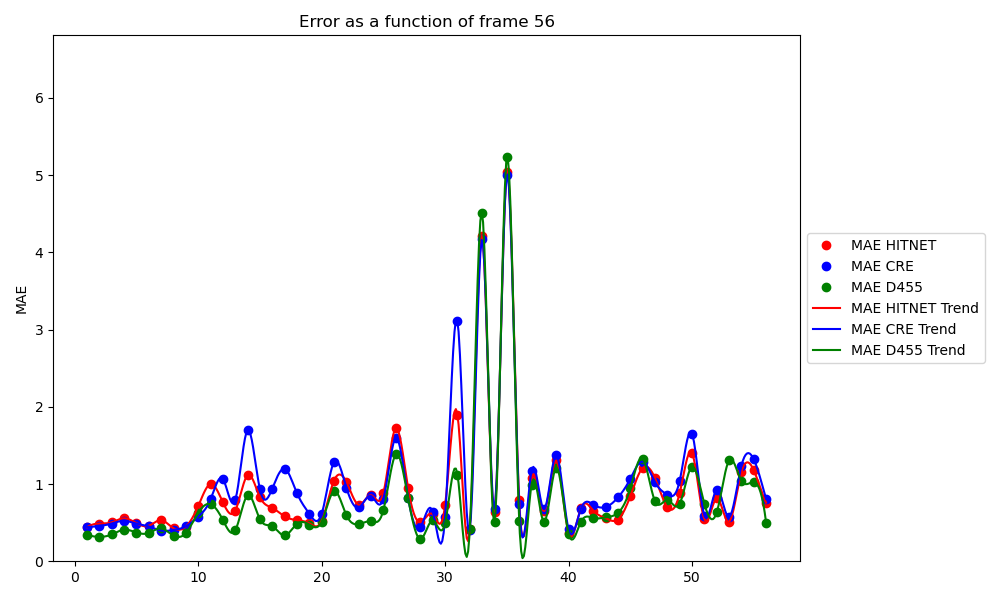 Error as a function of frame 56
MAE
6
5
4
3
2
1
0
0 10 20 30 40 50
MAE HITNET
MAE CRE
MAE D455
MAE HITNET Trend
MAE CRE Trend
MAE D455 Trend